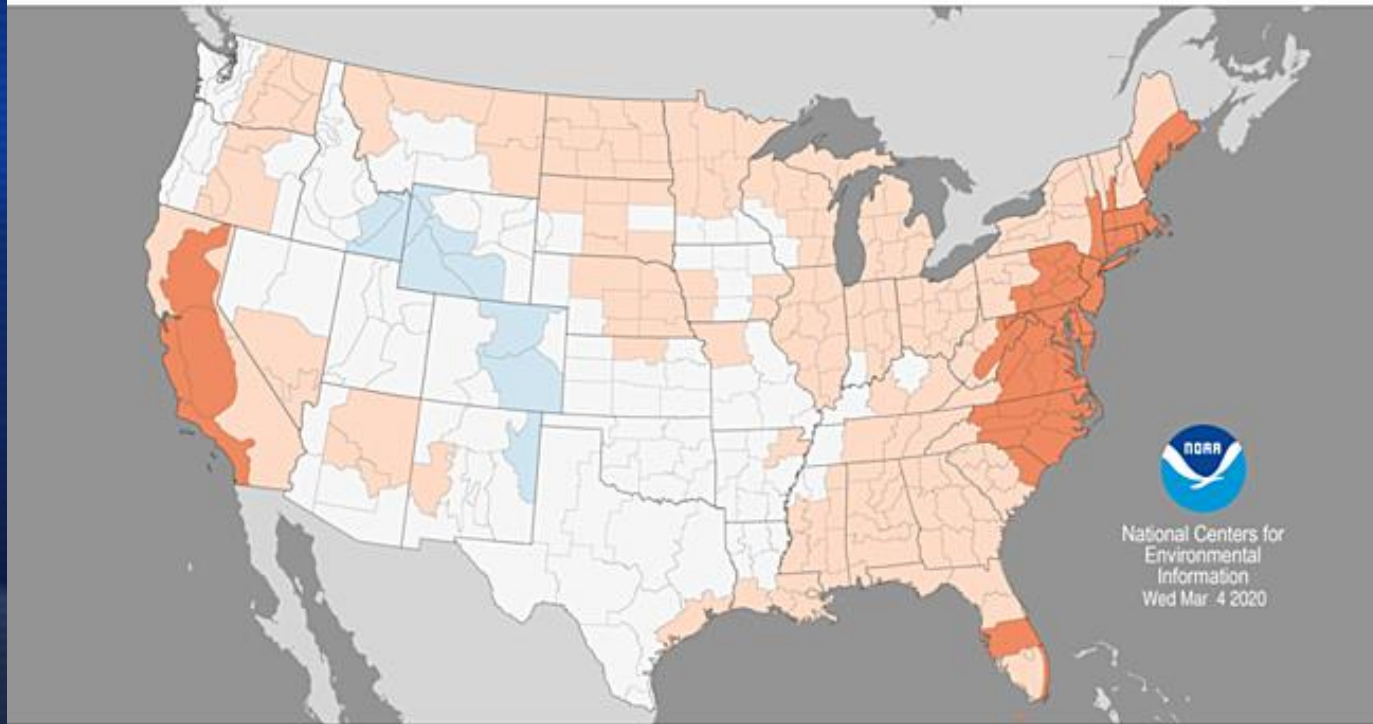 NOAA
National Centers for
Environmental
Information
Wed Mar 4 2020